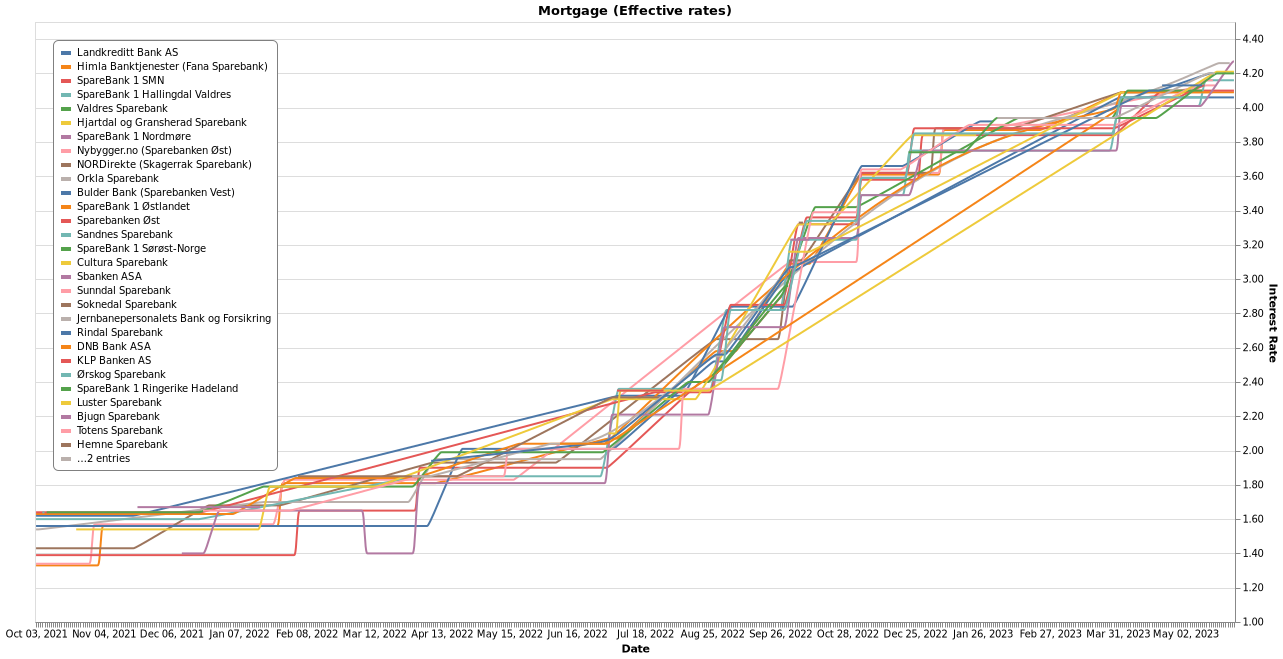 Mortgage (Effective rates)
Landkreditt Bank AS
Himla Banktjenester (Fana Sparebank)
SpareBank 1 SMN
SpareBank 1 Hallingdal Valdres
Valdres Sparebank
Hjartdal og Gransherad Sparebank
SpareBank 1 Nordmøre
Nybygger.no (Sparebanken Øst)
NORDirekte (Skagerrak Sparebank)
Orkla Sparebank
Bulder Bank (Sparebanken Vest)
SpareBank 1 Østlandet
Sparebanken Øst
Sandnes Sparebank
SpareBank 1 Sørøst-Norge
Cultura Sparebank
Sbanken ASA
Sunndal Sparebank
Soknedal Sparebank
Jernbanepersonalets Bank og Forsikring
Rindal Sparebank
DNB Bank ASA
KLP Banken AS
Ørskog Sparebank
SpareBank 1 Ringerike Hadeland
Luster Sparebank
Bjugn Sparebank
Totens Sparebank
Hemne Sparebank
...2 entries
4.40
4.20
4.00
3.80
3.60
3.40
3.20
3.00
2.80
2.60
2.40
2.20
2.00
1.80
1.60
1.40
1.20
1.00
Interest Rate
Oct 03, 2021 Nov 04, 2021 Dec 06, 2021 Jan 07, 2022 Feb 08, 2022 Mar 12, 2022 Apr 13, 2022 May 15, 2022 Jun 16, 2022 Jul 18, 2022 Aug 25, 2022 Sep 26, 2022 Oct 28, 2022 Dec 25, 2022 Jan 26, 2023 Feb 27, 2023 Mar 31, 2023 May 02, 2023
Date